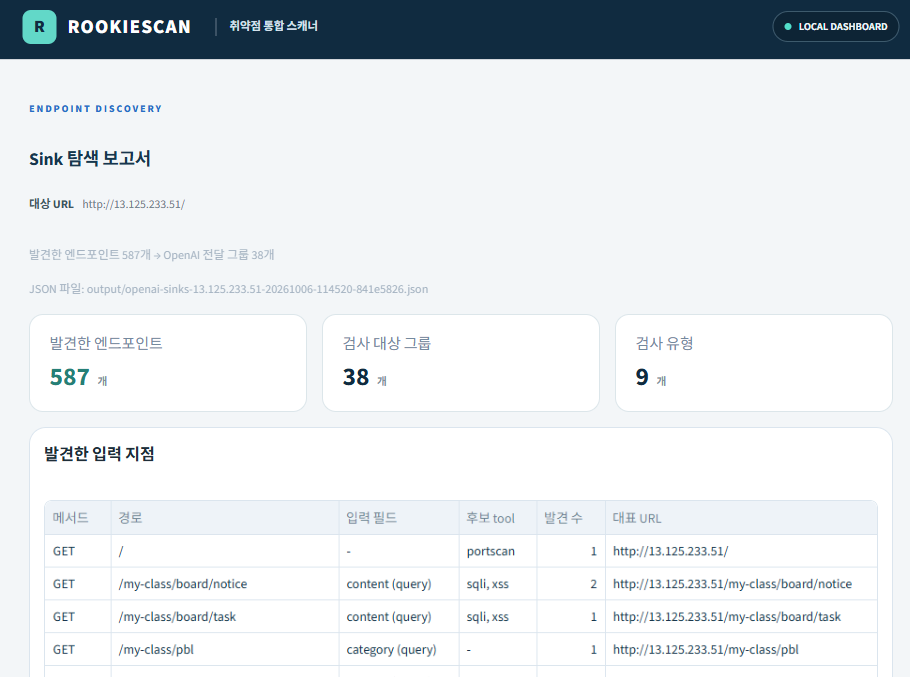 R ROOKIESCAN 취약점 통합 스캐너 LOCAL DASHBOARD
ENDPOINT DISCOVERY
Sink 탐색 보고서
대상 URL http://13.125.233.51/
발견한 엔드포인트 587개 → OpenAI 전달 그룹 38개
JSON 파일: output/openai-sinks-13.125.233.51-20261006-114520-841e5826.json
발견한 엔드포인트 검사 대상 그룹 검사 유형
587 개 38 개 9 개
발견한 입력 지점
메서드 경로 입력 필드 후보 tool 발견 수 대표 URL
GET / - portscan 1 http://13.125.233.51/
GET /my-class/board/notice content (query) sqli, xss 2 http://13.125.233.51/my-class/board/notice
GET /my-class/board/task content (query) sqli, xss 1 http://13.125.233.51/my-class/board/task
GET /my-class/pbl category (query) - 1 http://13.125.233.51/my-class/pbl